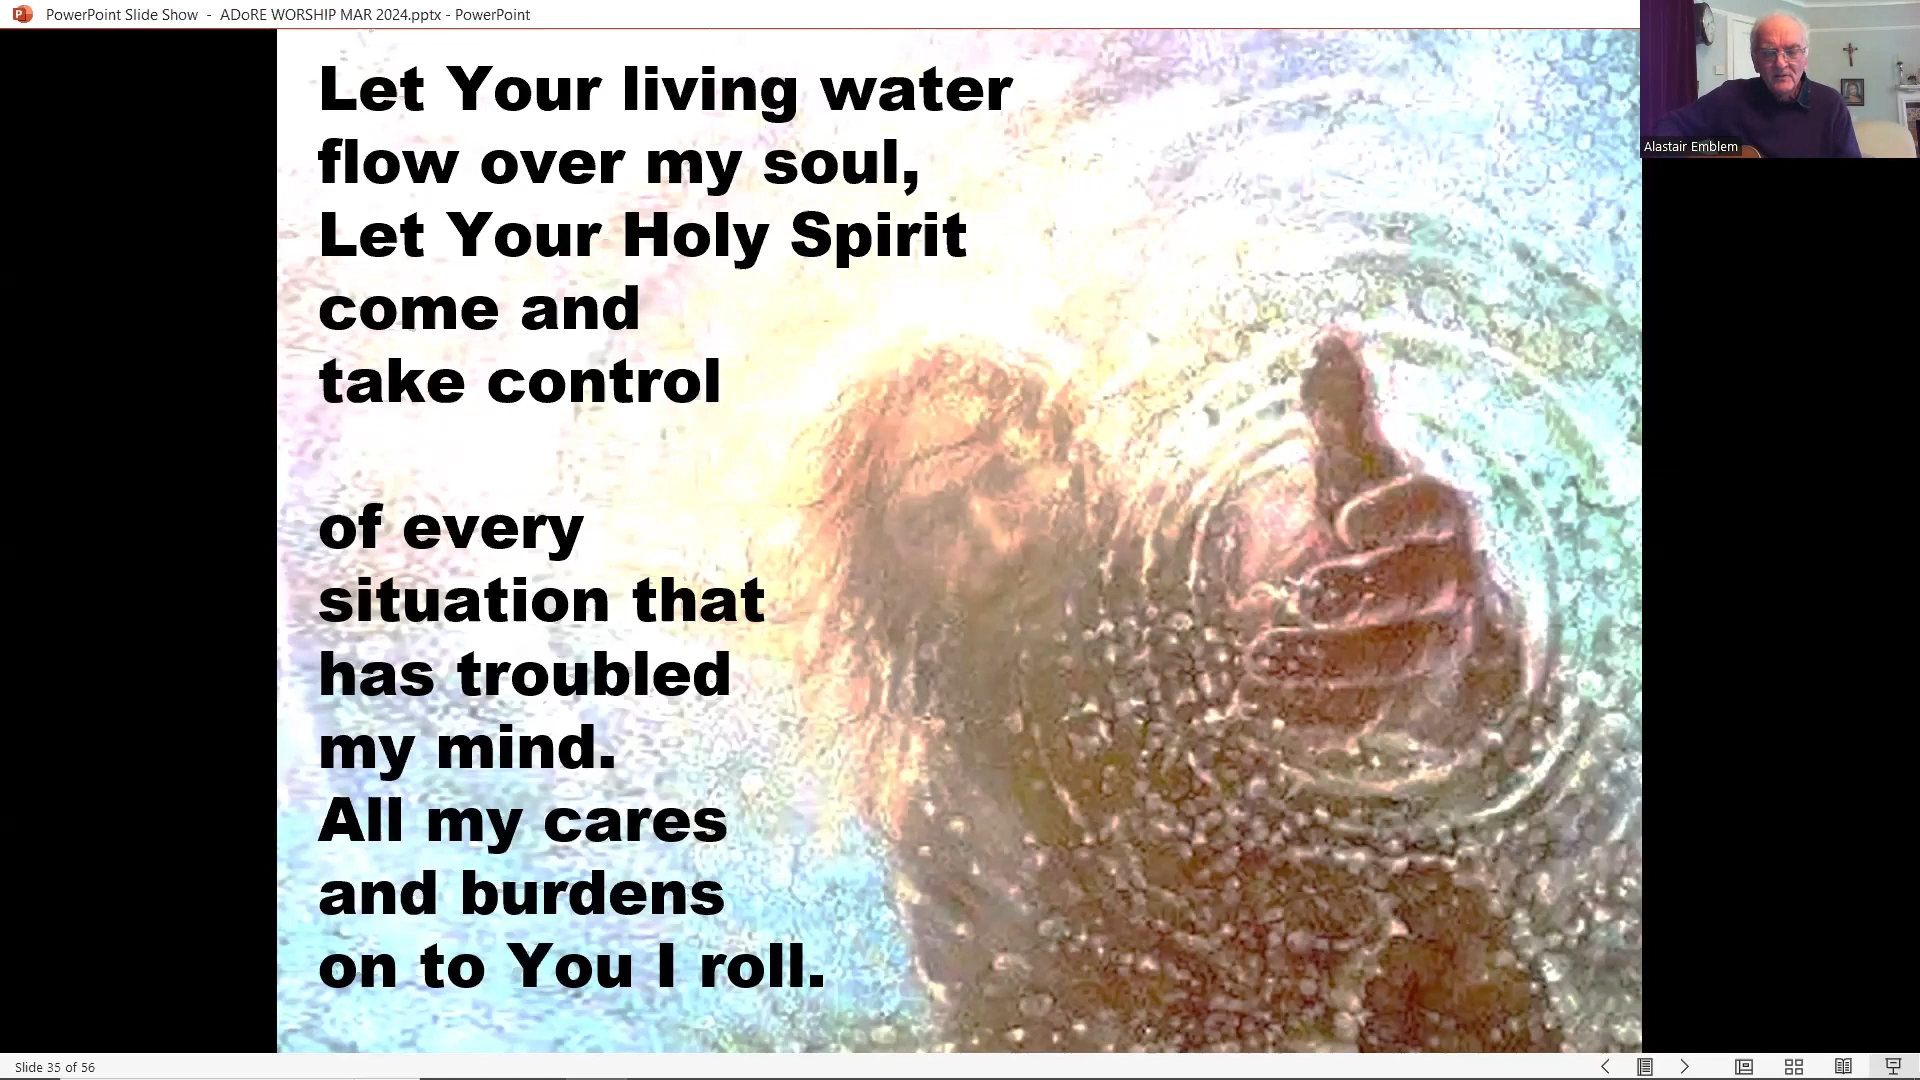 PowerPoint Slide Show - ADoRE WORSHIP MAR 2024.pptx - PowerPoint
Let Your living water
flow over my soul,
Let Your Holy Spirit
come and
take control
of every
situation that
has troubled
my mind.
All my cares
and burdens
on to You I roll.
Alastair Emblem
Slide 35 of 56